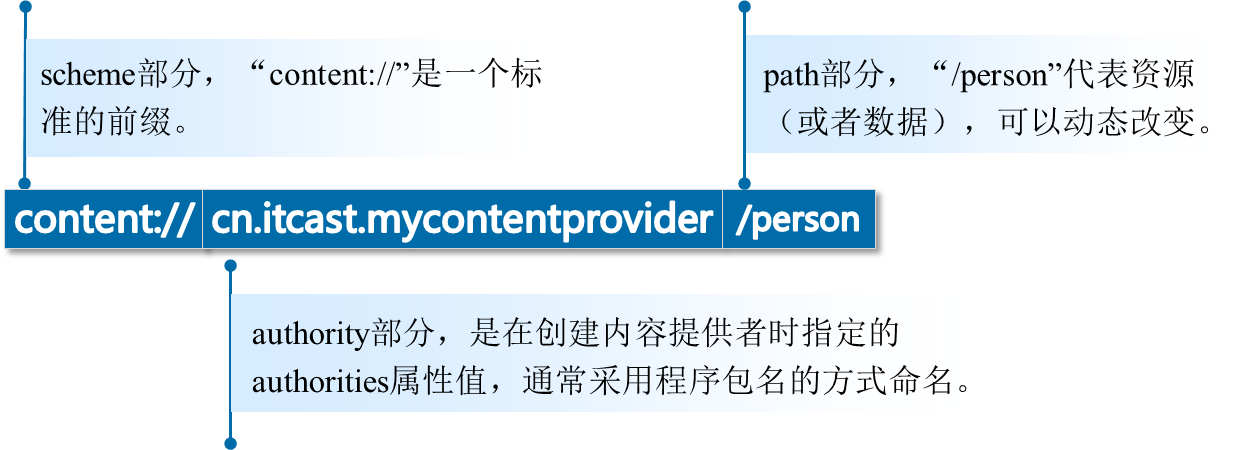 scheme部分，“content://”是一个标
准的前缀。
path部分，“/person”代表资源
（或者数据），可以动态改变。
content:// cn.itcast.mycontentprovider /person
authority部分，是在创建内容提供者时指定的
authorities属性值，通常采用程序包名的方式命名。